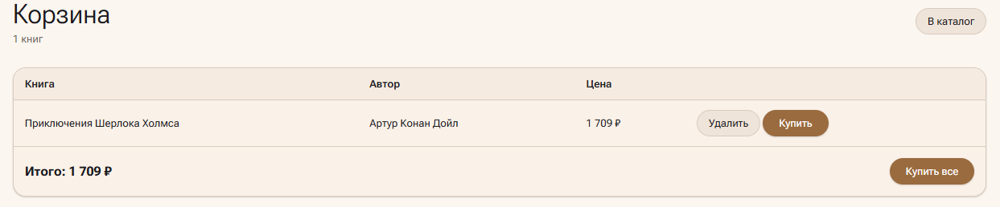 Корзина
В каталог
1 книг
Книга Автор Цена
Приключения Шерлока Холмса Артур Конан Дойл 1 709 ₽ Удалить Купить
Итого: 1 709 ₽ Купить все